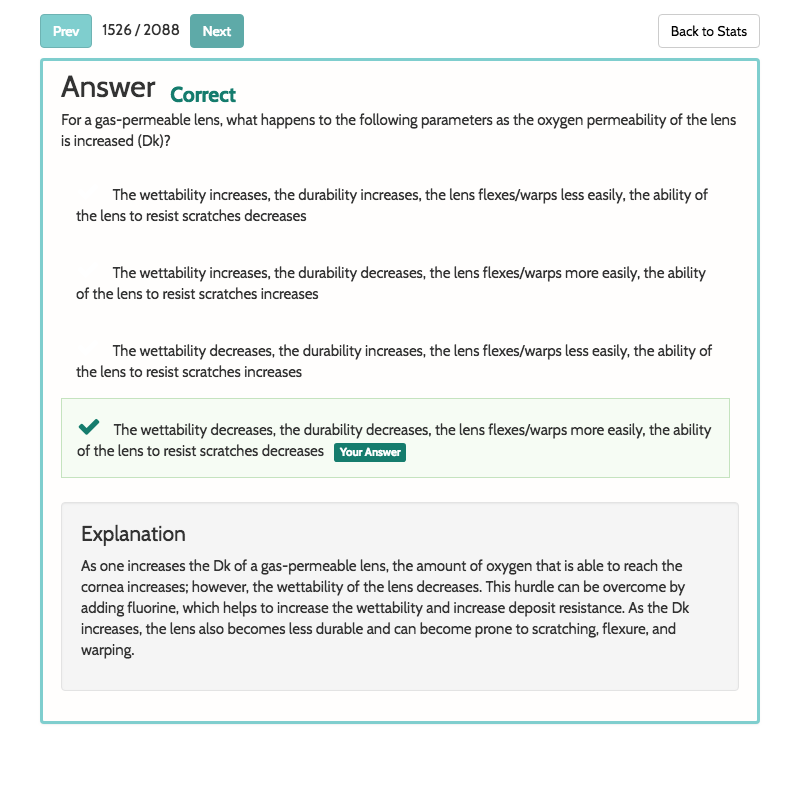 Prev 1526 / 2088 Next Back to Stats
Answer Correct
For a gas-permeable lens, what happens to the following parameters as the oxygen permeability of the lens
is increased (Dk)?
The wettability increases, the durability increases, the lens flexes/warps less easily, the ability of
the lens to resist scratches decreases
The wettability increases, the durability decreases, the lens flexes/warps more easily, the ability
of the lens to resist scratches increases
The wettability decreases, the durability increases, the lens flexes/warps less easily, the ability of
the lens to resist scratches increases
The wettability decreases, the durability decreases, the lens flexes/warps more easily, the ability
of the lens to resist scratches decreases Your Answer
Explanation
As one increases the Dk of a gas-permeable lens, the amount of oxygen that is able to reach the
cornea increases; however, the wettability of the lens decreases. This hurdle can be overcome by
adding fluorine, which helps to increase the wettability and increase deposit resistance. As the Dk
increases, the lens also becomes less durable and can become prone to scratching, flexure, and
warping.